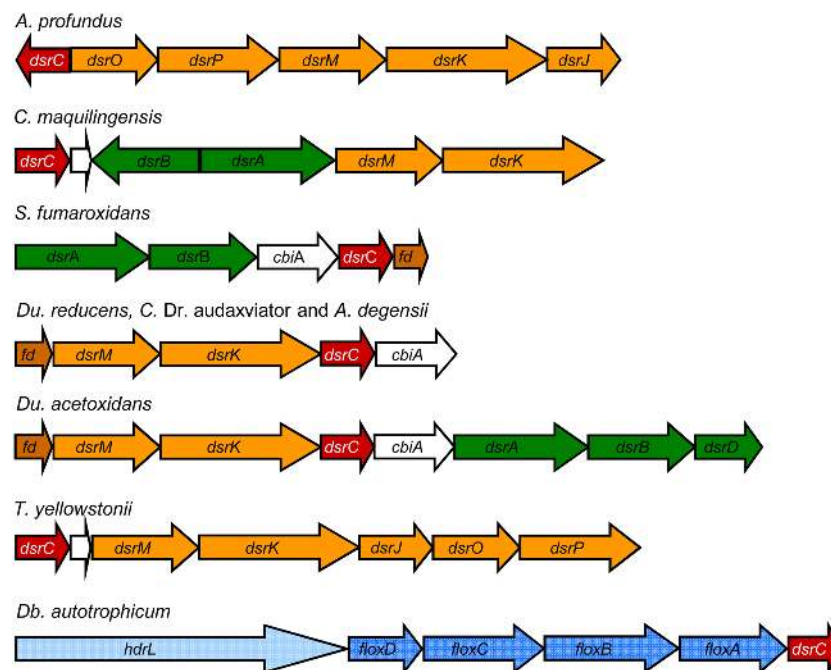 A. profundus
dsrC dsrO dsrP dsrM dsrK dsrJ
C. maquilingensis
dsrC dsrB dsrA dsrM dsrK
S. fumaroxidans
dsrA dsrB cbiA dsrC fd
Du. reducens, C. Dr. audaxviator and A. degensii
fd dsrM dsrK dsrC cbiA
Du. acetoxidans
fd dsrM dsrK dsrC cbiA dsrA dsrB dsrD
T. yellowstonii
dsrC dsrM dsrK dsrJ dsrO dsrP
Db. autotrophicum
hdrL floxD floxC floxB floxA dsrC